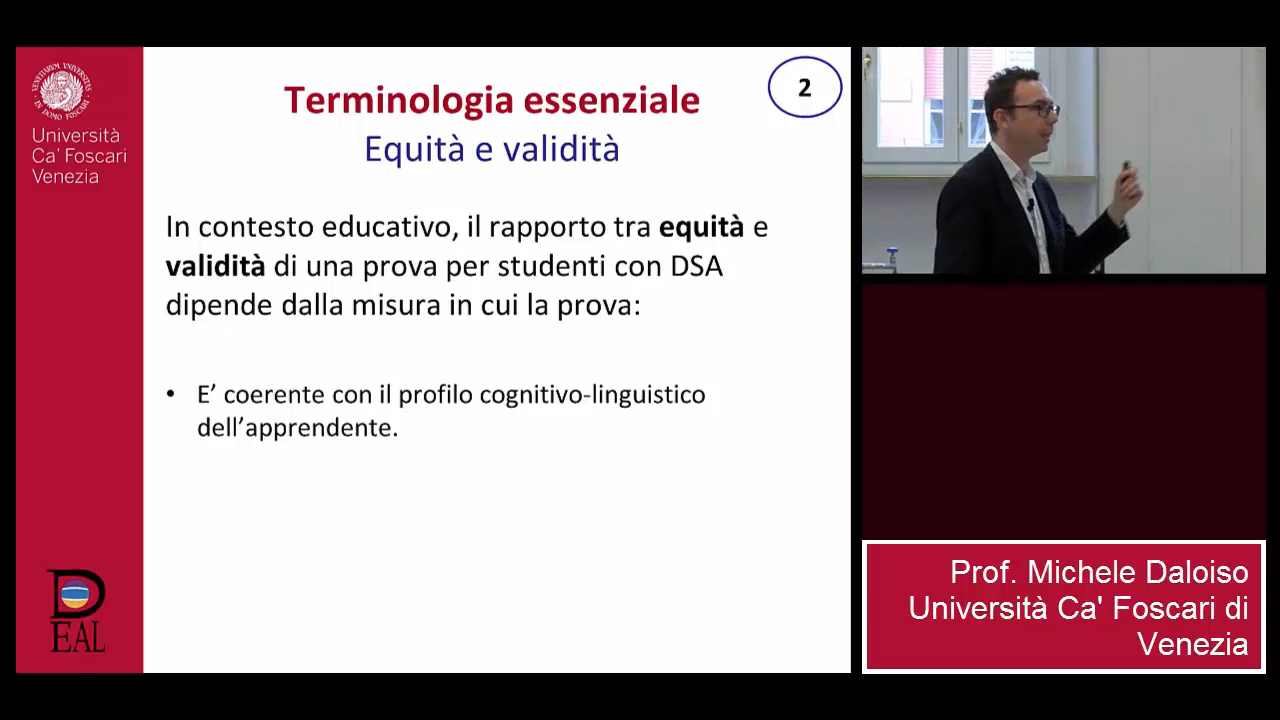 Università
Ca' Foscari
Venezia
2
Terminologia essenziale
Equità e validità
In contesto educativo, il rapporto tra equità e
validità di una prova per studenti con DSA
dipende dalla misura in cui la prova:
• E’ coerente con il profilo cognitivo-linguistico
dell’apprendente.
DEAL
Prof. Michele Daloiso
Università Ca' Foscari di
Venezia